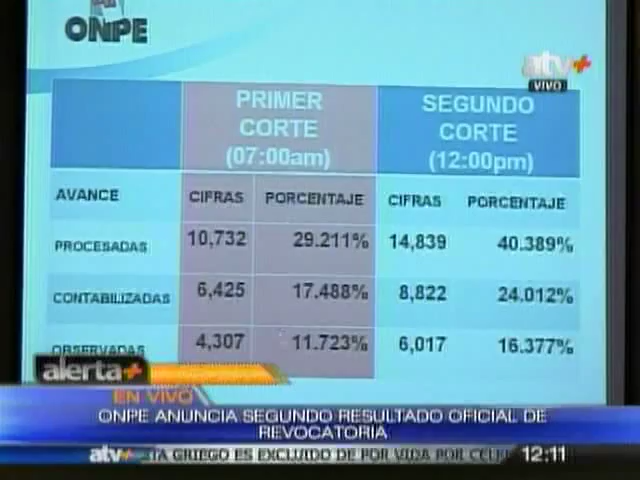 ONPE
atv+
VIVO
PRIMER CORTE (07:00am)
SEGUNDO CORTE (12:00pm)
AVANCE CIFRAS PORCENTAJE CIFRAS PORCENTAJE
PROCESADAS 10,732 29.211% 14,839 40.389%
CONTABILIZADAS 6,425 17.488% 8,822 24.012%
OBSERVADAS 4,307 11.723% 6,017 16.377%
alerta+
EN VIVO
ONPE ANUNCIA SEGUNDO RESULTADO OFICIAL DE
REVOCATORIA
atv+ GRIEGO ES EXCLUIDO DE POR VIDA POR 12:11